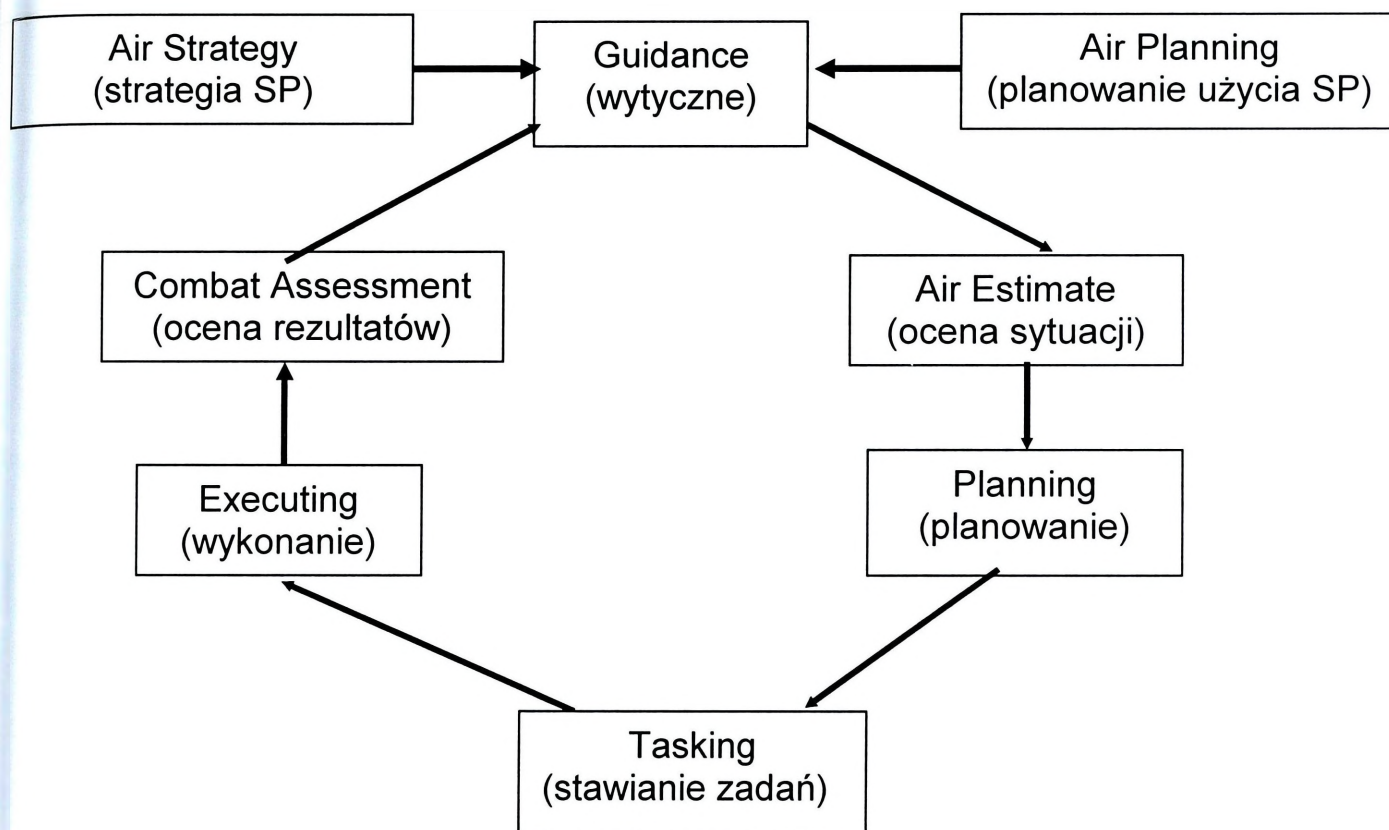 Air Strategy
(strategia SP)
Guidance
(wytyczne)
Air Planning
(planowanie użycia SP)
Combat Assessment
(ocena rezultatów)
Air Estimate
(ocena sytuacji)
Executing
(wykonanie)
Planning
(planowanie)
Tasking
(stawianie zadań)